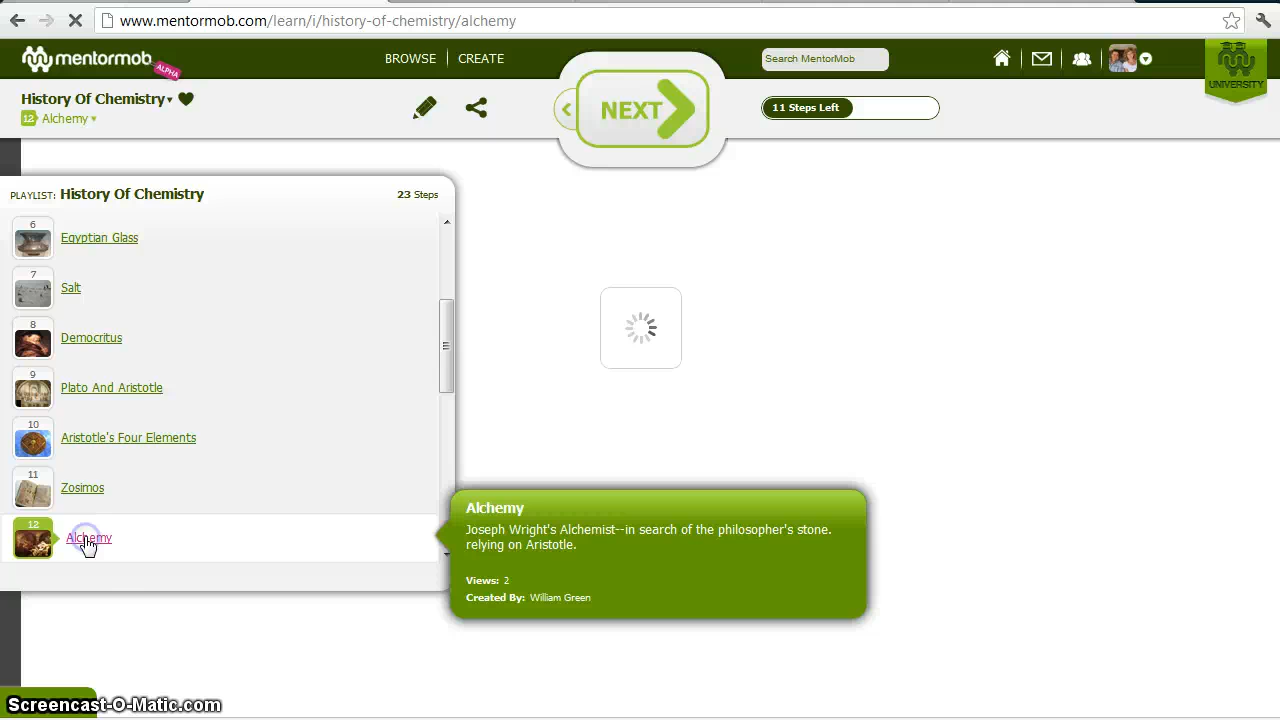 www.mentormob.com/learn/i/history-of-chemistry/alchemy
mentormob
ALPHA
BROWSE
CREATE
Search MentorMob
UNIVERSITY
History Of Chemistry
12 Alchemy
NEXT
11 Steps Left
PLAYLIST: History Of Chemistry
23 Steps
6
Egyptian Glass
7
Salt
8
Democritus
9
Plato And Aristotle
10
Aristotle's Four Elements
11
Zosimos
12
Alchemy
Alchemy
Joseph Wright's Alchemist--in search of the philosopher's stone.
relying on Aristotle.
Views: 2
Created By: William Green
Screencast-O-Matic.com